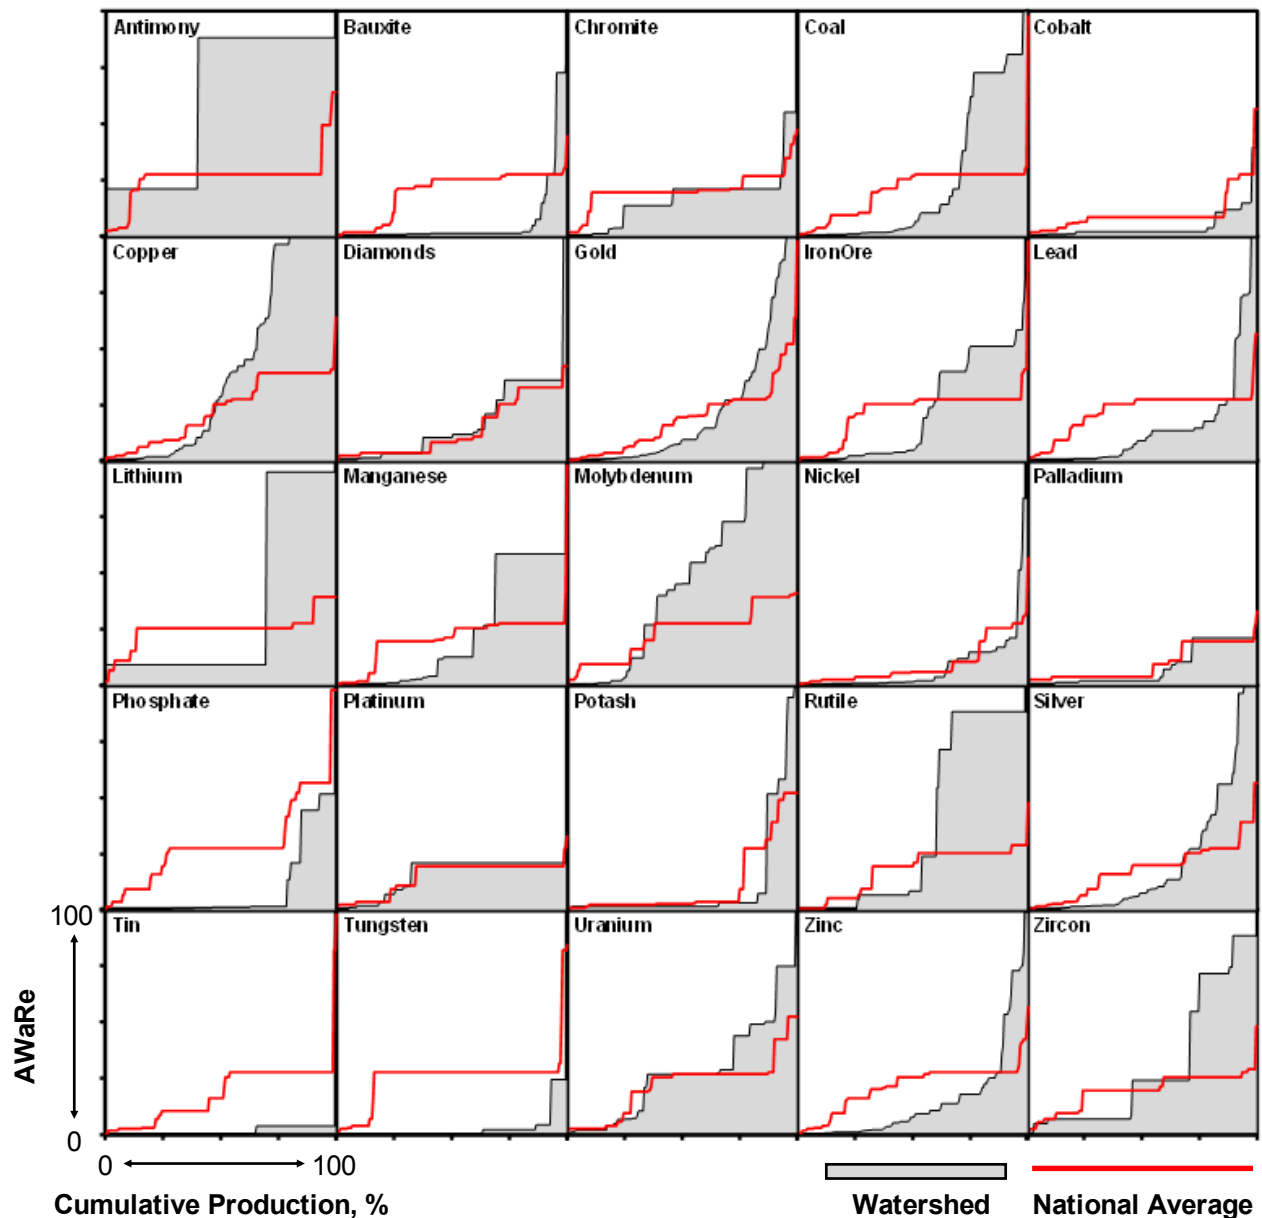 Antimony
Bauxite
Chromite
Coal
Cobalt
Copper
Diamonds
Gold
IronOre
Lead
Lithium
Manganese
Molybdenum
Nickel
Palladium
Phosphate
Platinum
Potash
Rutile
Silver
Tin
Tungsten
Uranium
Zinc
Zircon
100
AWaRe
0
0
100
Cumulative Production, %
Watershed
National Average